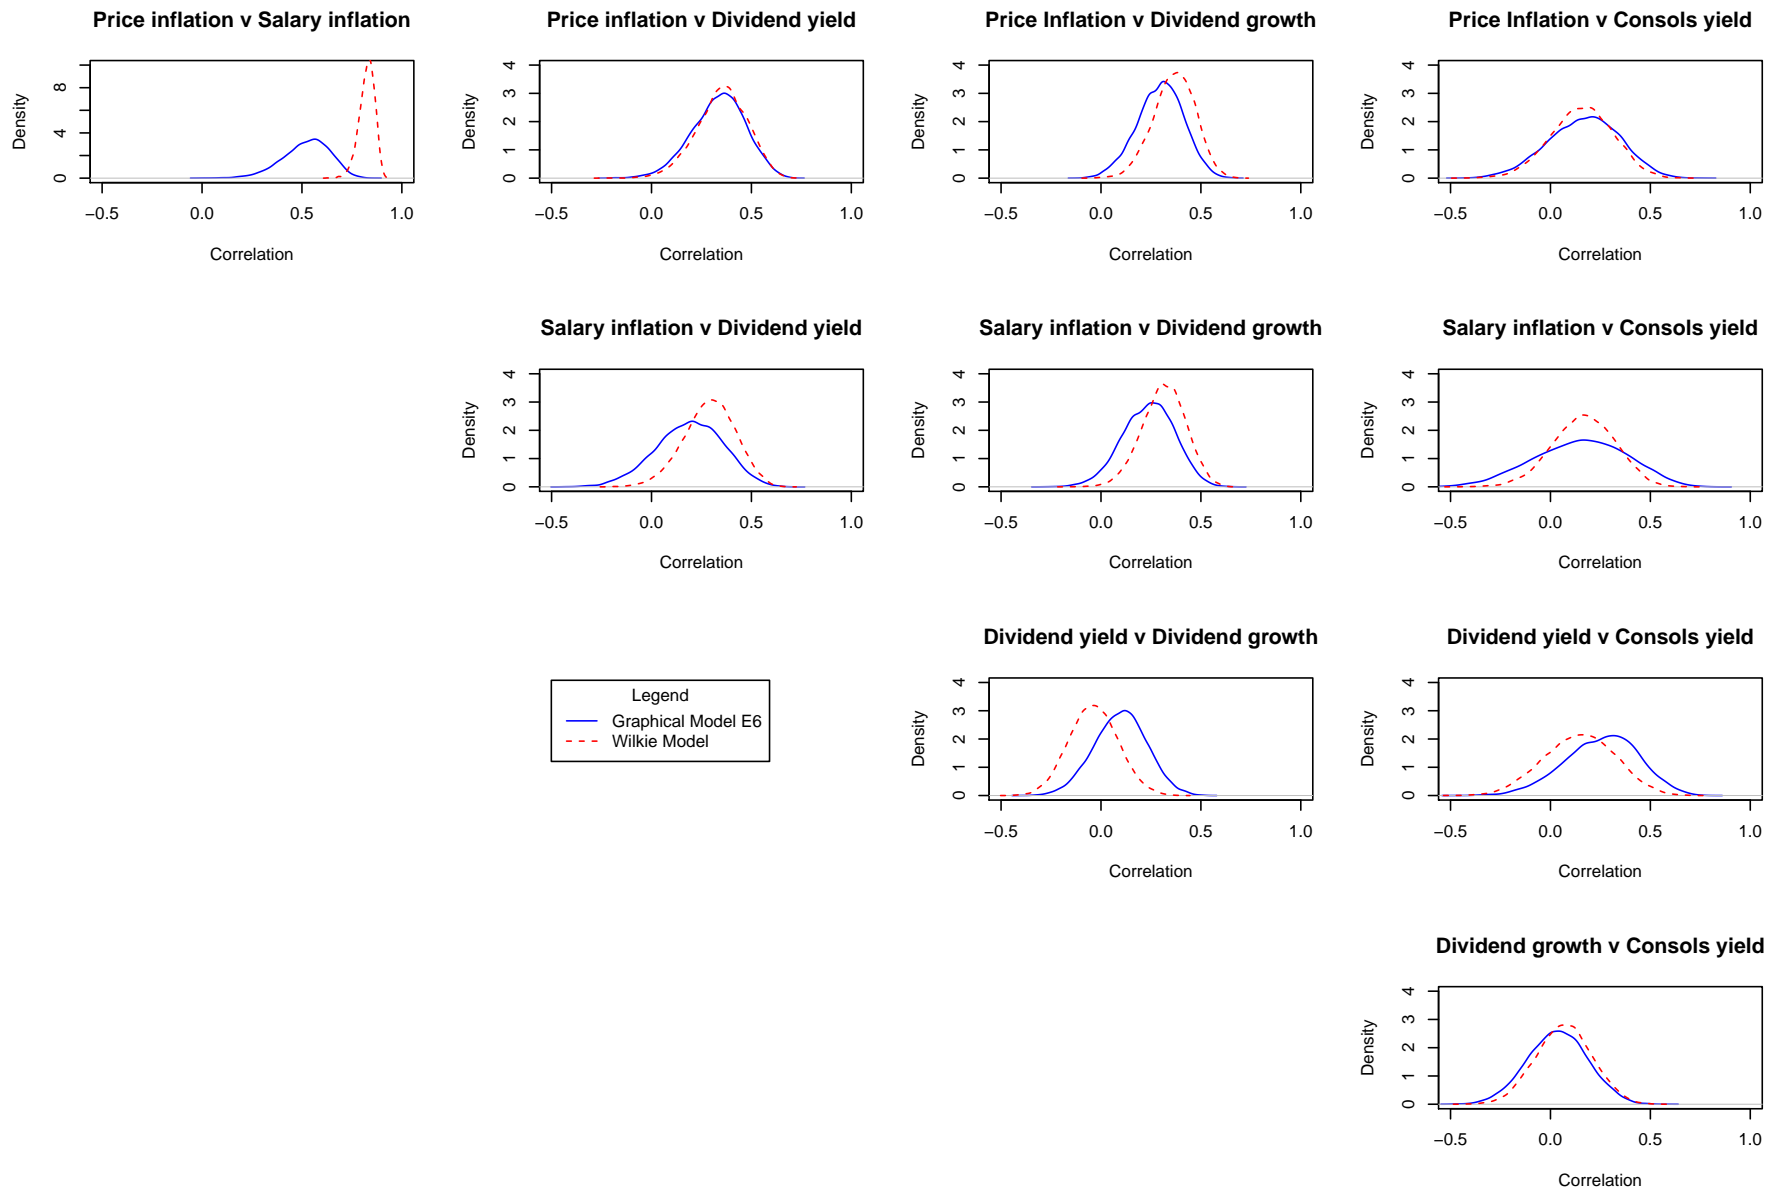 Price inflation v Salary inflation
Density
0
4
8
−0.5 0.0 0.5 1.0
Correlation
Price inflation v Dividend yield
Density
0 1 2 3 4
−0.5 0.0 0.5 1.0
Correlation
Price Inflation v Dividend growth
Density
0 1 2 3 4
−0.5 0.0 0.5 1.0
Correlation
Price Inflation v Consols yield
Density
0 1 2 3 4
−0.5 0.0 0.5 1.0
Correlation
Salary inflation v Dividend yield
Density
0 1 2 3 4
−0.5 0.0 0.5 1.0
Correlation
Salary inflation v Dividend growth
Density
0 1 2 3 4
−0.5 0.0 0.5 1.0
Correlation
Salary inflation v Consols yield
Density
0 1 2 3 4
−0.5 0.0 0.5 1.0
Correlation
Legend
Graphical Model E6
Wilkie Model
Dividend yield v Dividend growth
Density
0 1 2 3 4
−0.5 0.0 0.5 1.0
Correlation
Dividend yield v Consols yield
Density
0 1 2 3 4
−0.5 0.0 0.5 1.0
Correlation
Dividend growth v Consols yield
Density
0 1 2 3 4
−0.5 0.0 0.5 1.0
Correlation